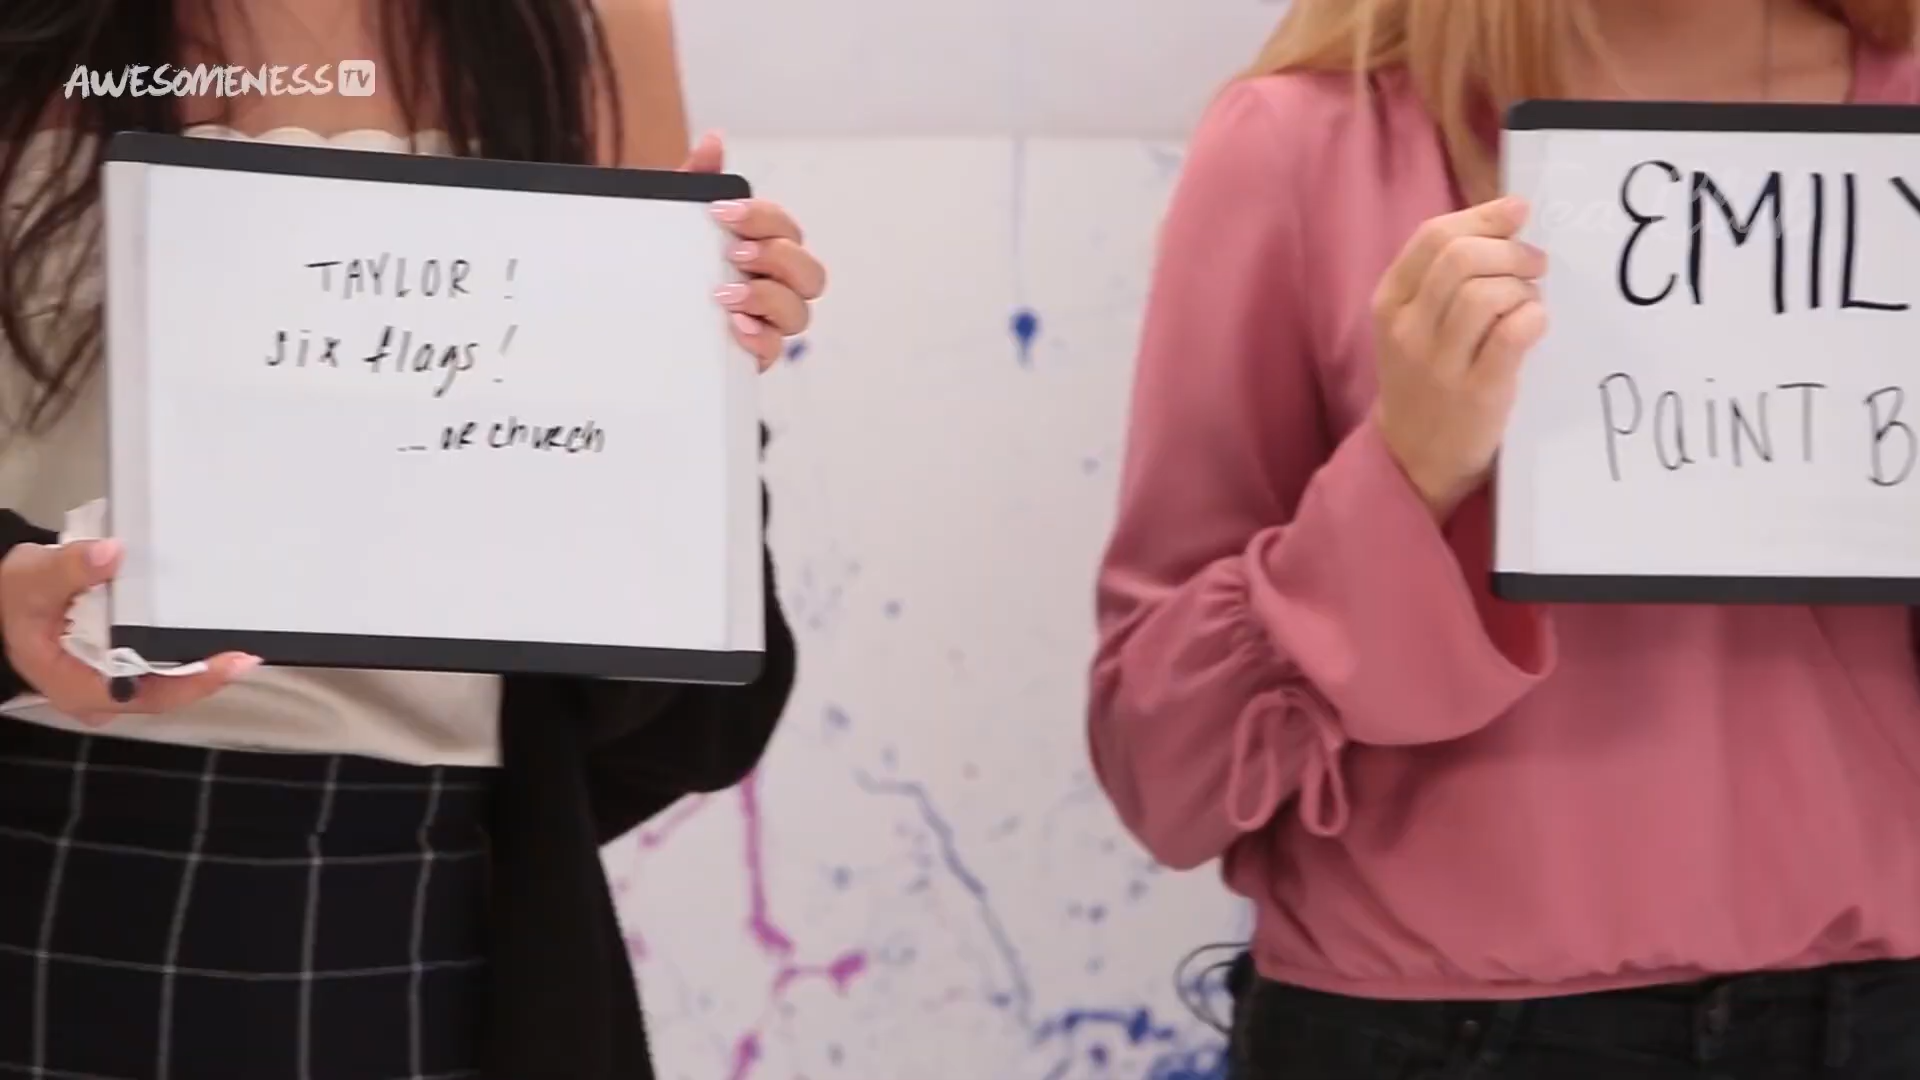 AWESOMENESS TV
TAYLOR!
six flags!
... OR church
EMILY
PAiNT B